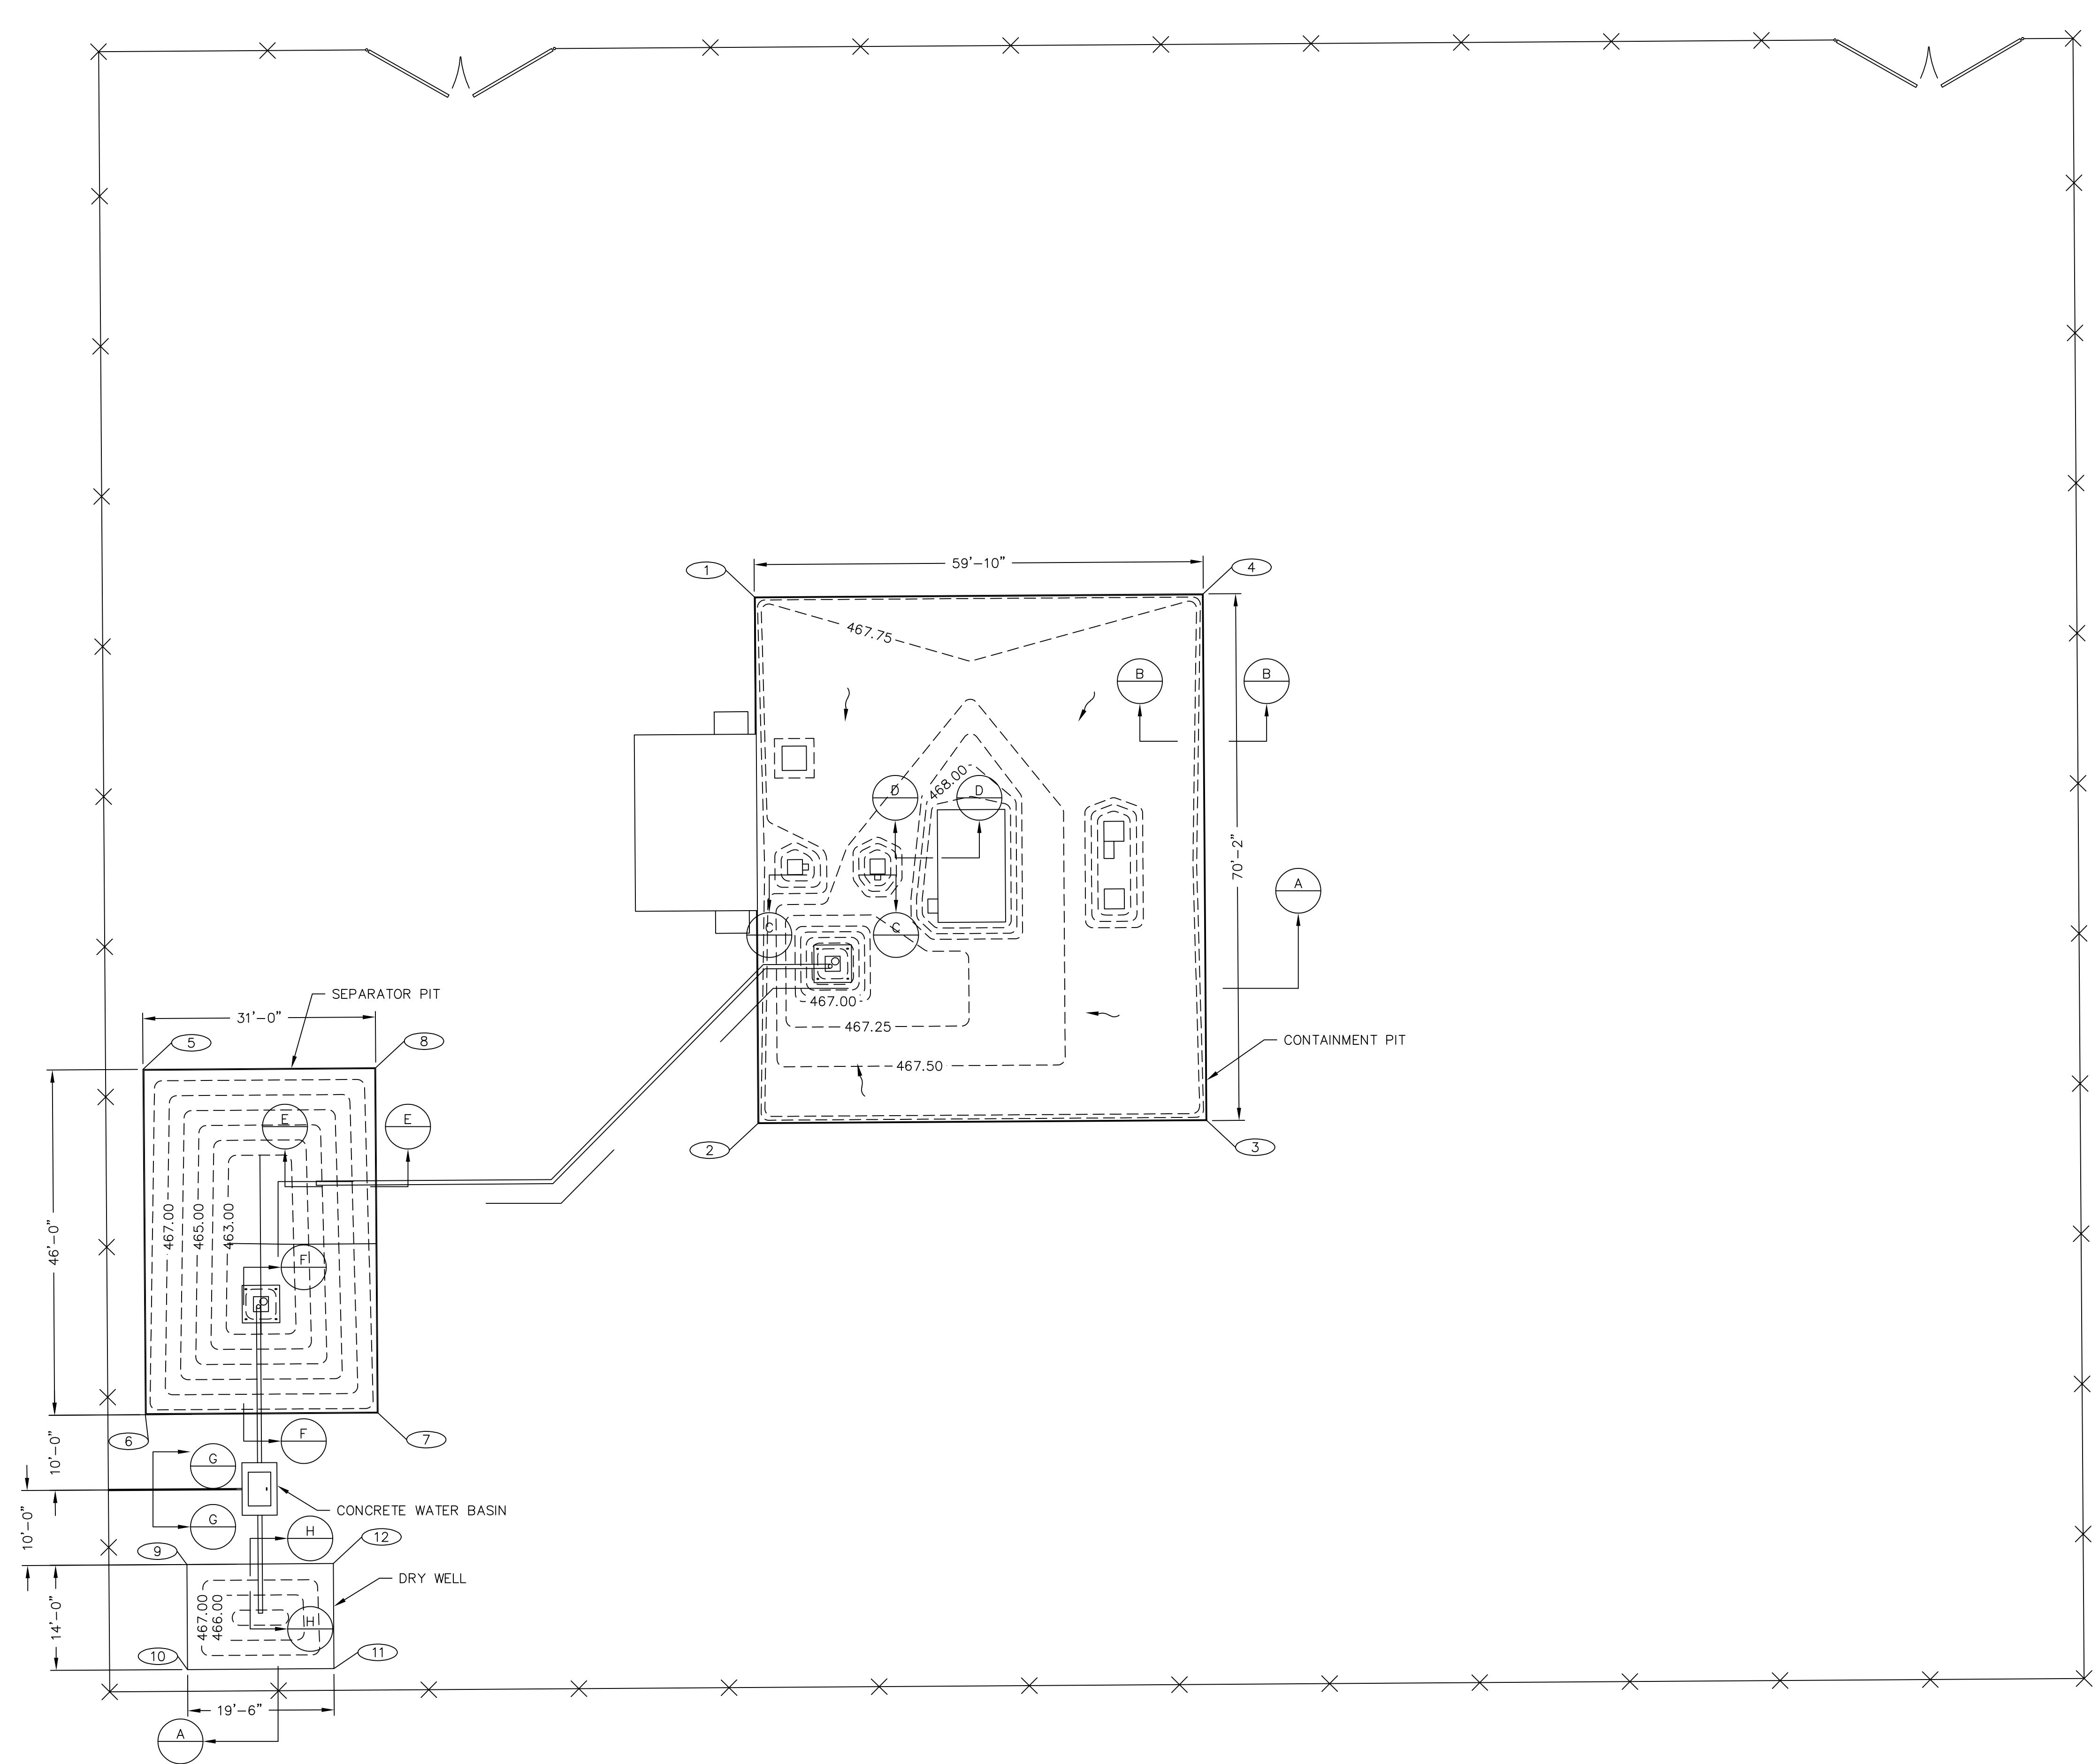 59'-10"
1
4
467.75
B
B
468.00
D
D
70'-2"
A
C
C
SEPARATOR PIT
467.00
31'-0"
467.25
5
8
CONTAINMENT PIT
467.50
E
E
2
3
467.00
465.00
463.00
46'-0"
F
6
7
F
10'-0"
G
CONCRETE WATER BASIN
G
10'-0"
H
12
9
DRY WELL
14'-0"
467.00
466.00
H
10
11
19'-6"
A